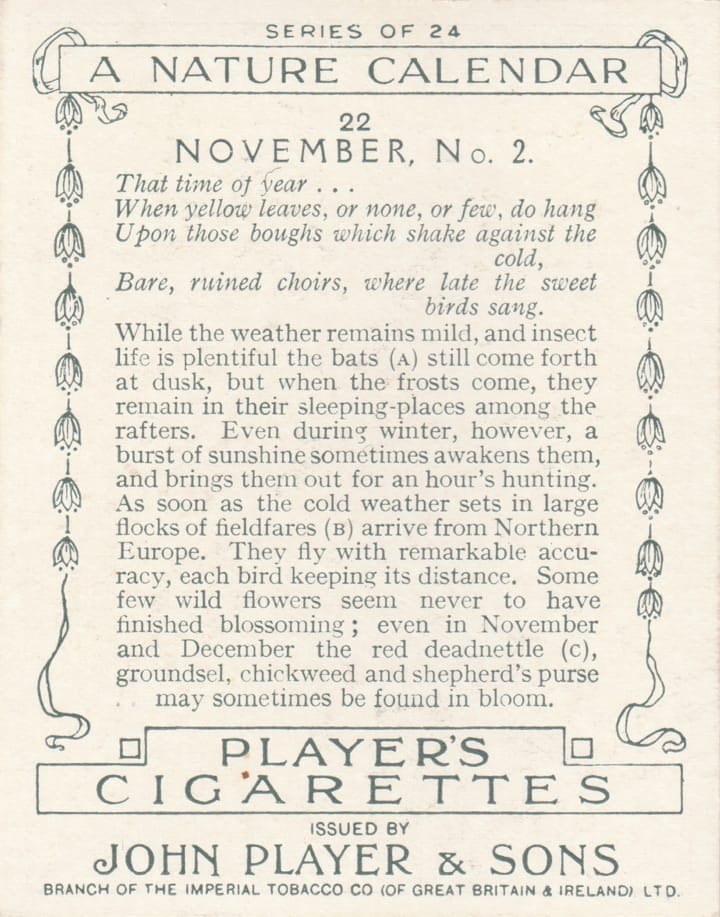 SERIES OF 24
A NATURE CALENDAR
22
NOVEMBER, No. 2.
That time of year . . .
When yellow leaves, or none, or few, do hang
Upon those boughs which shake against the
cold,
Bare, ruined choirs, where late the sweet
birds sang.
While the weather remains mild, and insect
life is plentiful the bats (A) still come forth
at dusk, but when the frosts come, they
remain in their sleeping-places among the
rafters. Even during winter, however, a
burst of sunshine sometimes awakens them,
and brings them out for an hour's hunting.
As soon as the cold weather sets in large
flocks of fieldfares (B) arrive from Northern
Europe. They fly with remarkable accu-
racy, each bird keeping its distance. Some
few wild flowers seem never to have
finished blossoming; even in November
and December the red deadnettle (C),
groundsel, chickweed and shepherd's purse
may sometimes be found in bloom.
PLAYER'S
CIGARETTES
ISSUED BY
JOHN PLAYER & SONS
BRANCH OF THE IMPERIAL TOBACCO CO (OF GREAT BRITAIN & IRELAND) LTD.